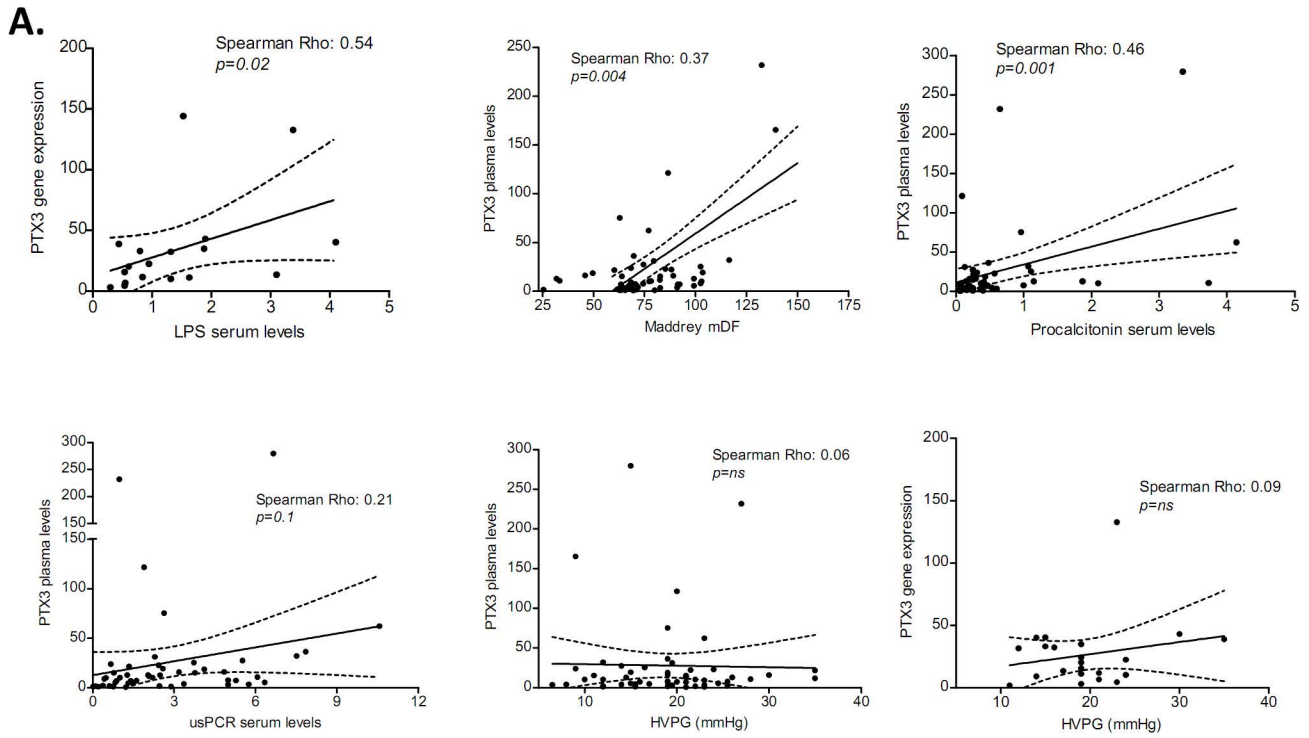 A.
Spearman Rho: 0.54
p=0.02
PTX3 gene expression
200
150
100
50
0
0 1 2 3 4 5
LPS serum levels
Spearman Rho: 0.37
p=0.004
PTX3 plasma levels
250
200
150
100
50
0
25 50 75 100 125 150 175
Maddrey mDF
Spearman Rho: 0.46
p=0.001
PTX3 plasma levels
300
250
200
150
100
50
0
0 1 2 3 4 5
Procalcitonin serum levels
Spearman Rho: 0.21
p=0.1
PTX3 plasma levels
300
250
200
150
150
100
50
0
0 3 6 9 12
usPCR serum levels
Spearman Rho: 0.06
p=ns
PTX3 plasma levels
300
250
200
150
100
50
0
0 10 20 30 40
HVPG (mmHg)
Spearman Rho: 0.09
p=ns
PTX3 gene expression
200
150
100
50
0
0 10 20 30 40
HVPG (mmHg)